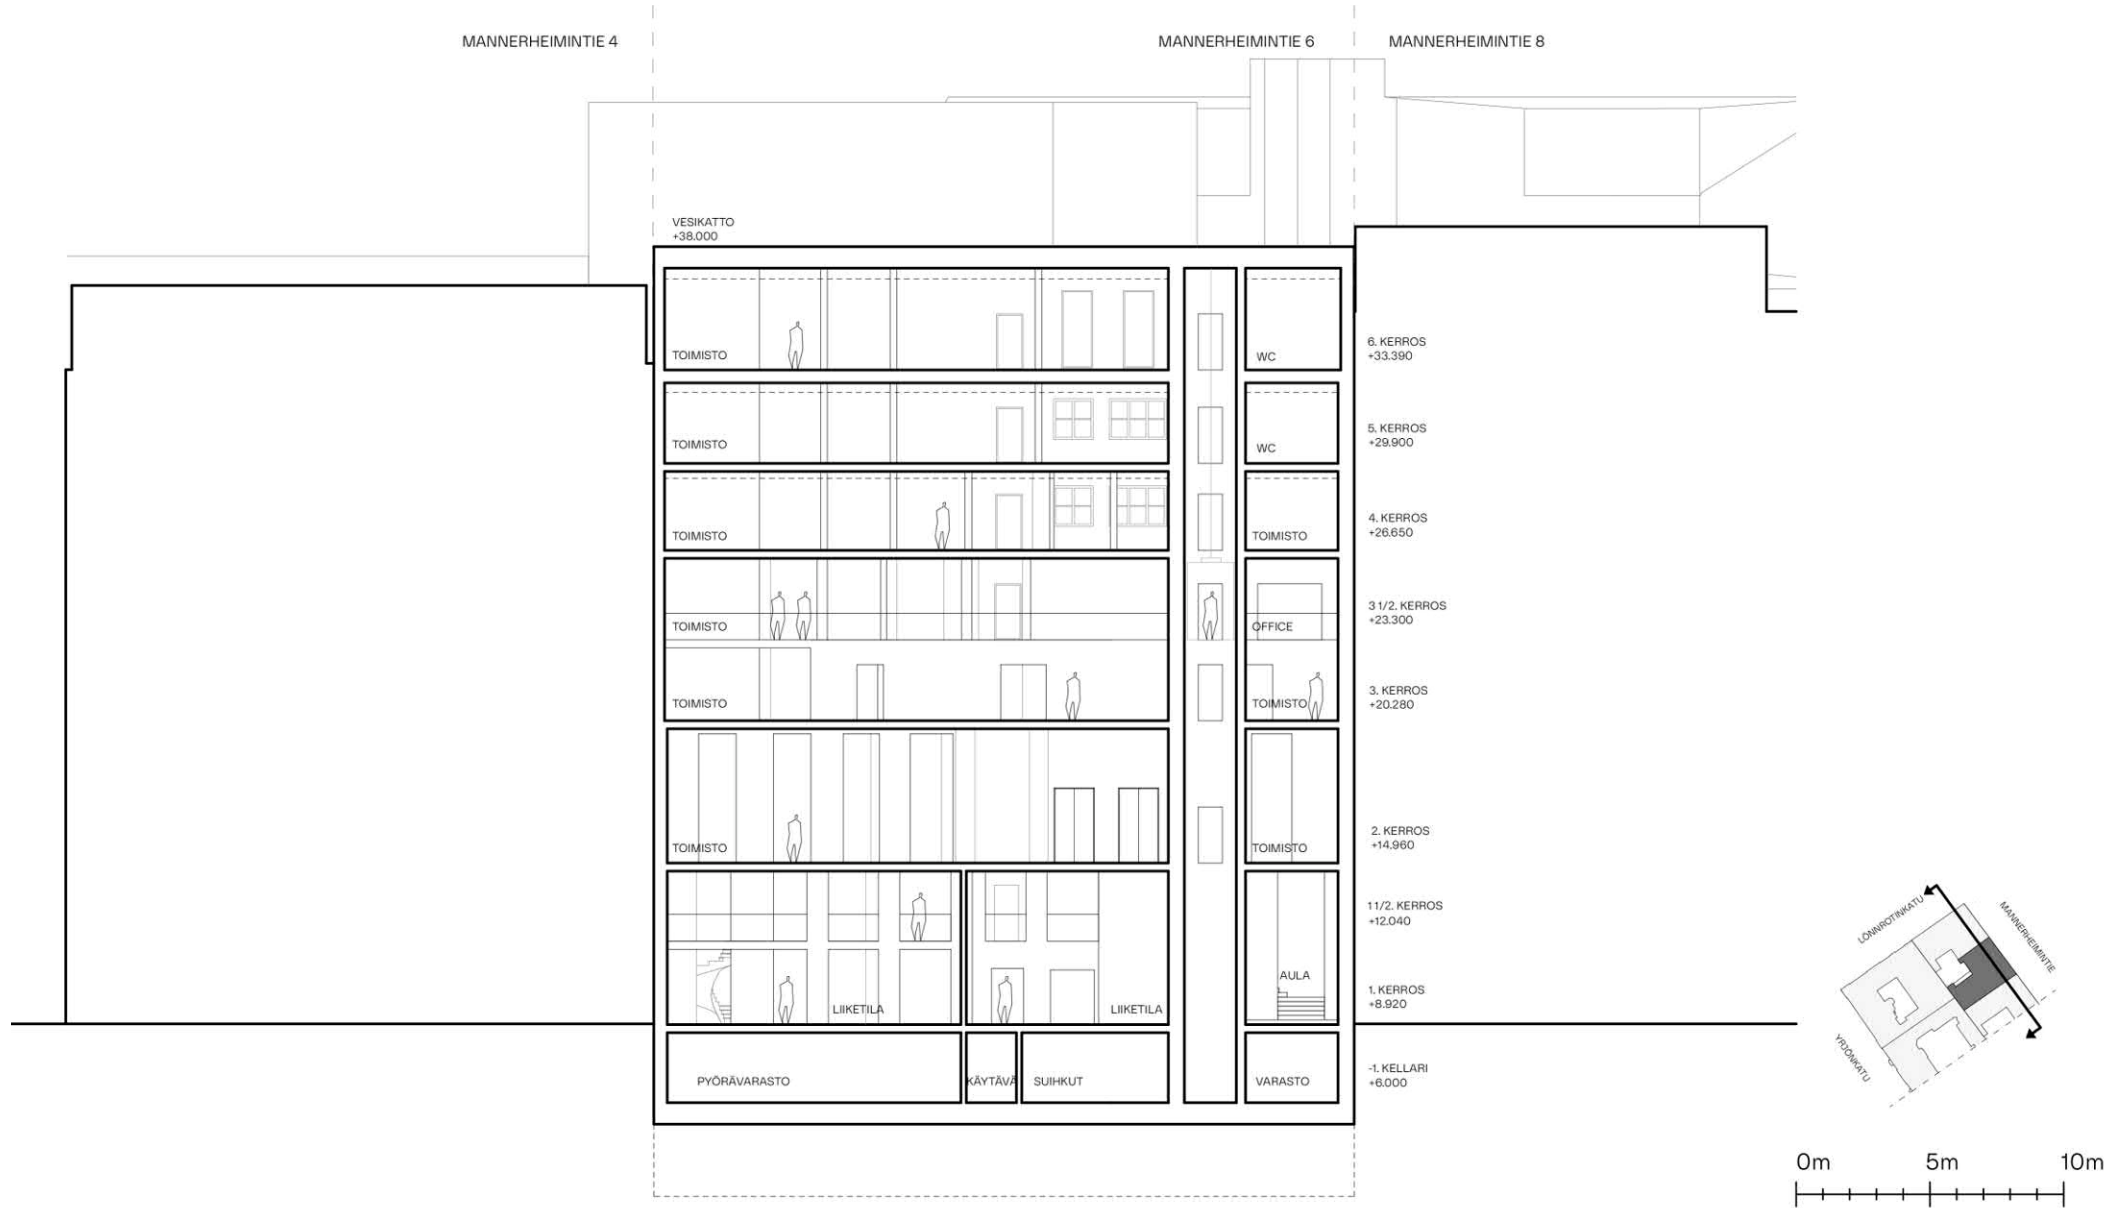 MANNERHEIMINTIE 4
MANNERHEIMINTIE 6
MANNERHEIMINTIE 8
VESIKATTO
+38.000
TOIMISTO
WC
6. KERROS
+33.390
TOIMISTO
WC
5. KERROS
+29.900
TOIMISTO
TOIMISTO
4. KERROS
+26.650
TOIMISTO
OFFICE
3 1/2. KERROS
+23.300
TOIMISTO
TOIMISTO
3. KERROS
+20.280
TOIMISTO
TOIMISTO
2. KERROS
+14.960
1 1/2. KERROS
+12.040
LIIKETILA
LIIKETILA
AULA
1. KERROS
+8.920
PYÖRÄVARASTO
KÄYTÄVÄ
SUIHKUT
VARASTO
-1. KELLARI
+6.000
LÖNNROTINKATU
MANNERHEIMINTIE
YRJÖNKATU
0m 5m 10m